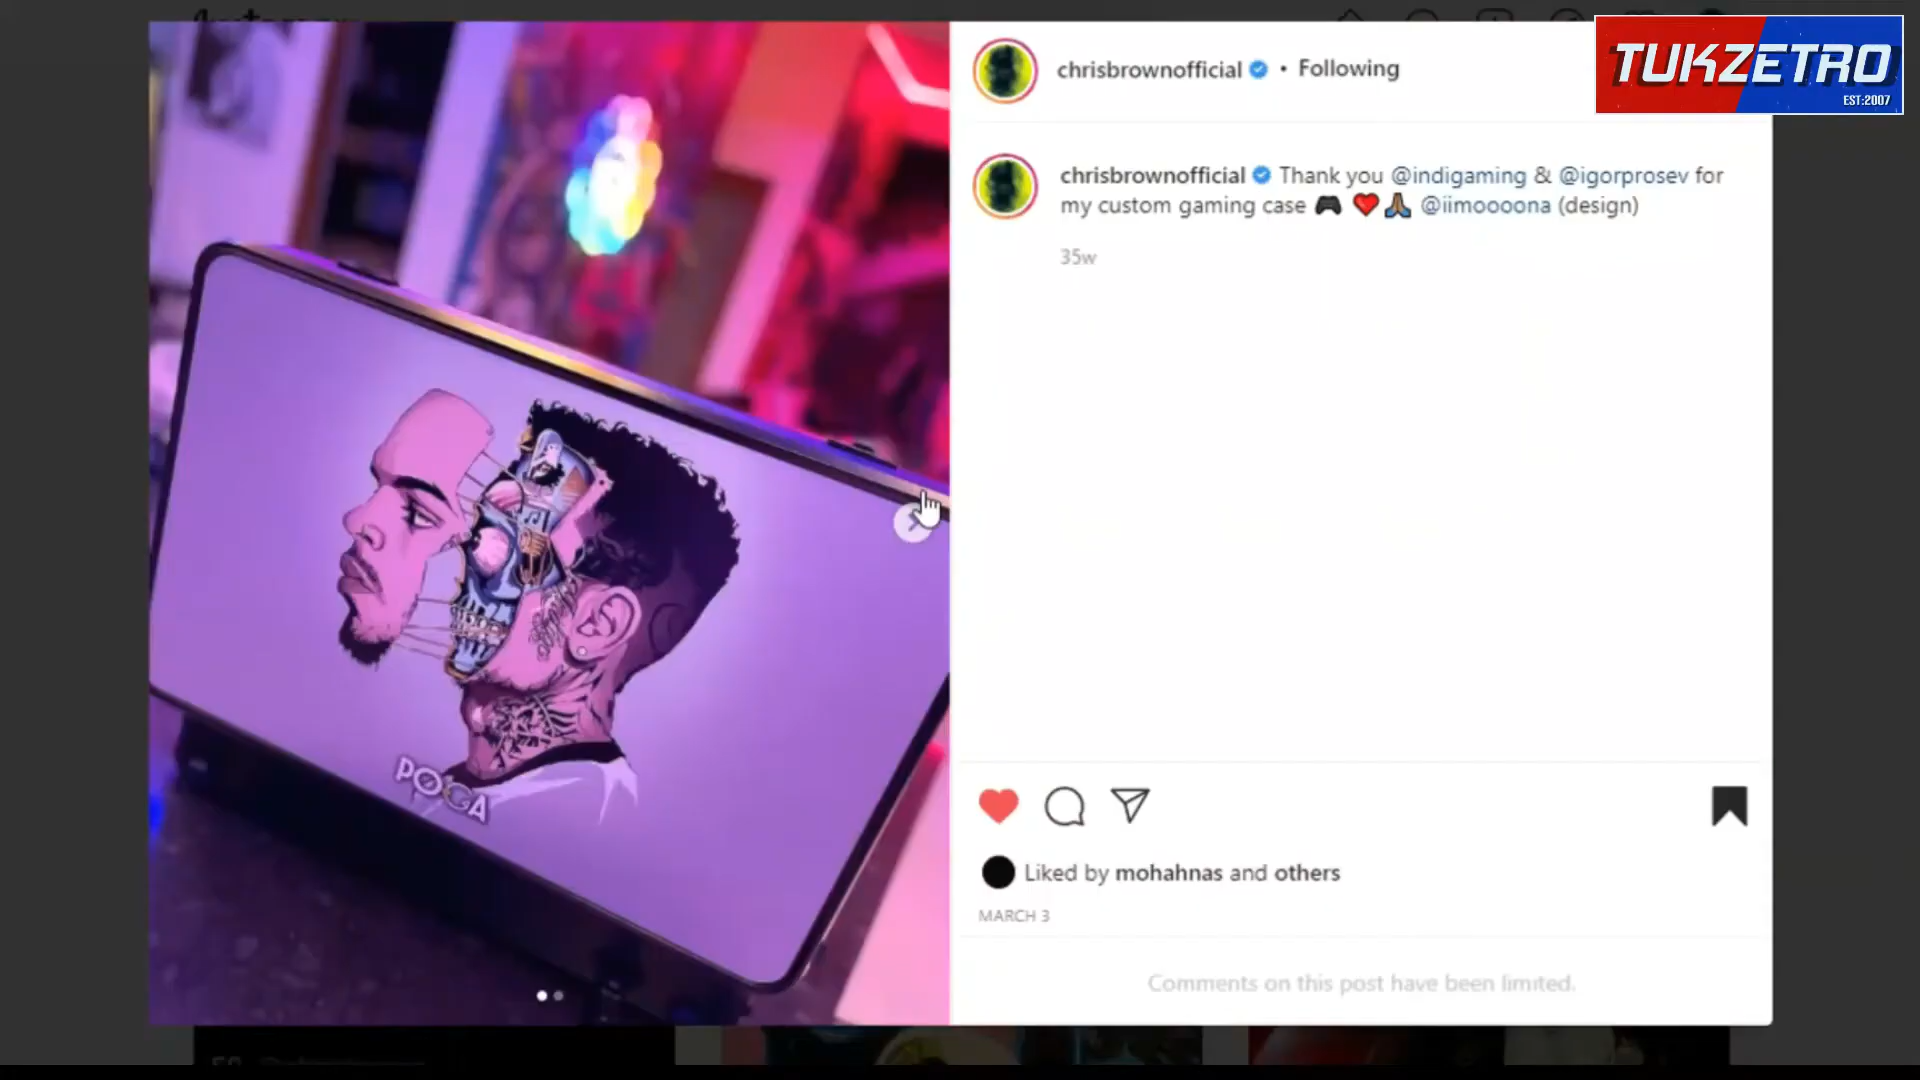 TUKZETRO
EST:2007
chrisbrownofficial • Following
chrisbrownofficial Thank you @indigaming & @igorprosev for
my custom gaming case 🎮 ❤️🙏🏽 @iimoooona (design)
35w
POGA
Liked by mohahnas and others
MARCH 3
Comments on this post have been limited.